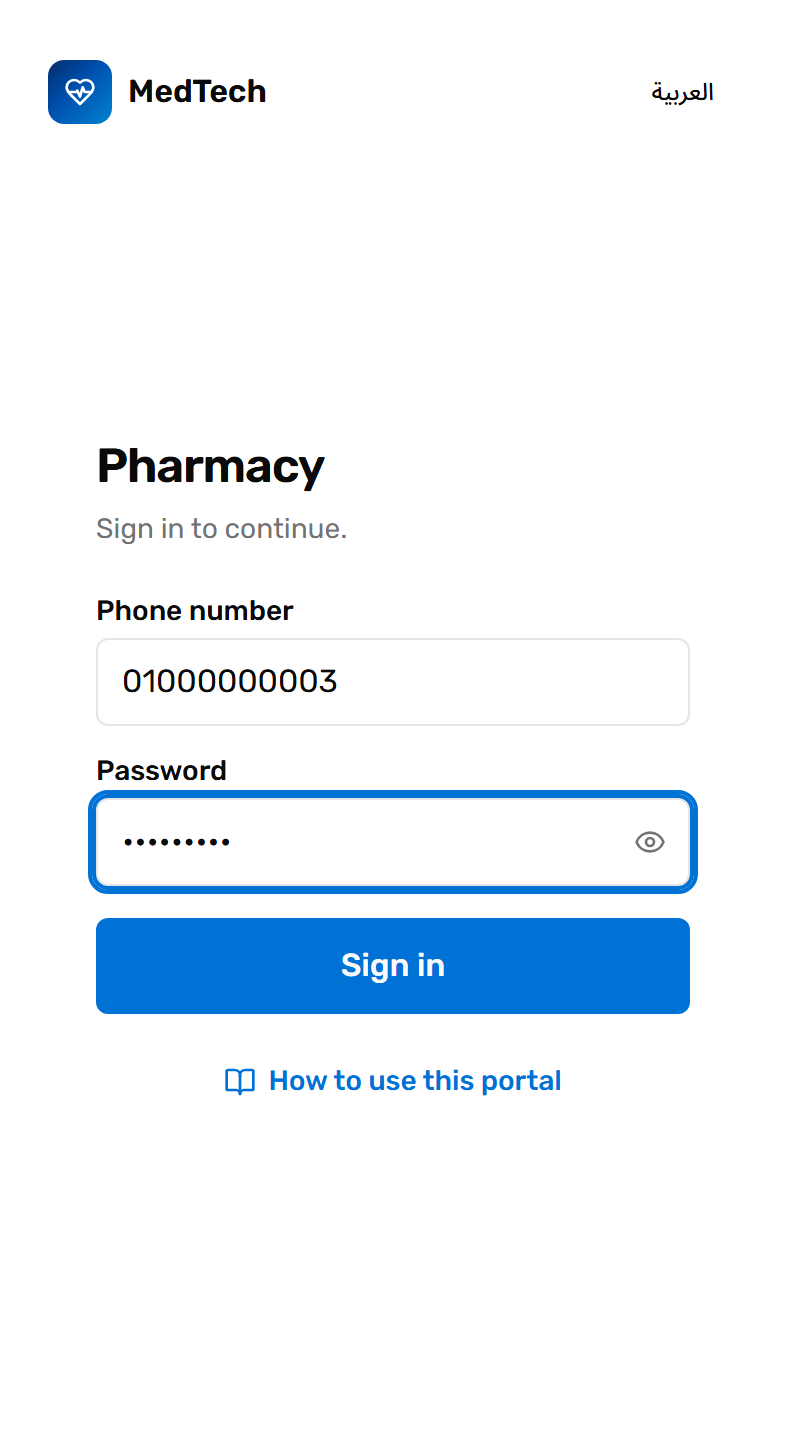 MedTech
العربية
Pharmacy
Sign in to continue.
Phone number
01000000003
Password
•••••••••
Sign in
How to use this portal